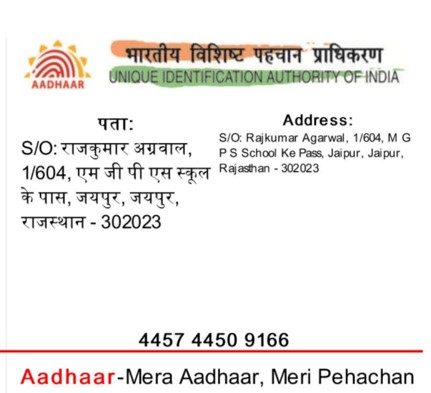 भारतीय विशिष्ट पहचान प्राधिकरण
AADHAAR
UNIQUE IDENTIFICATION AUTHORITY OF INDIA
पता:
S/O: राजकुमार अग्रवाल,
1/604, एम जी पी एस स्कूल
के पास, जयपुर, जयपुर,
राजस्थान - 302023
Address:
S/O: Rajkumar Agarwal, 1/604, M G
P S School Ke Pass, Jaipur, Jaipur,
Rajasthan - 302023
4457 4450 9166
Aadhaar-Mera Aadhaar, Meri Pehachan